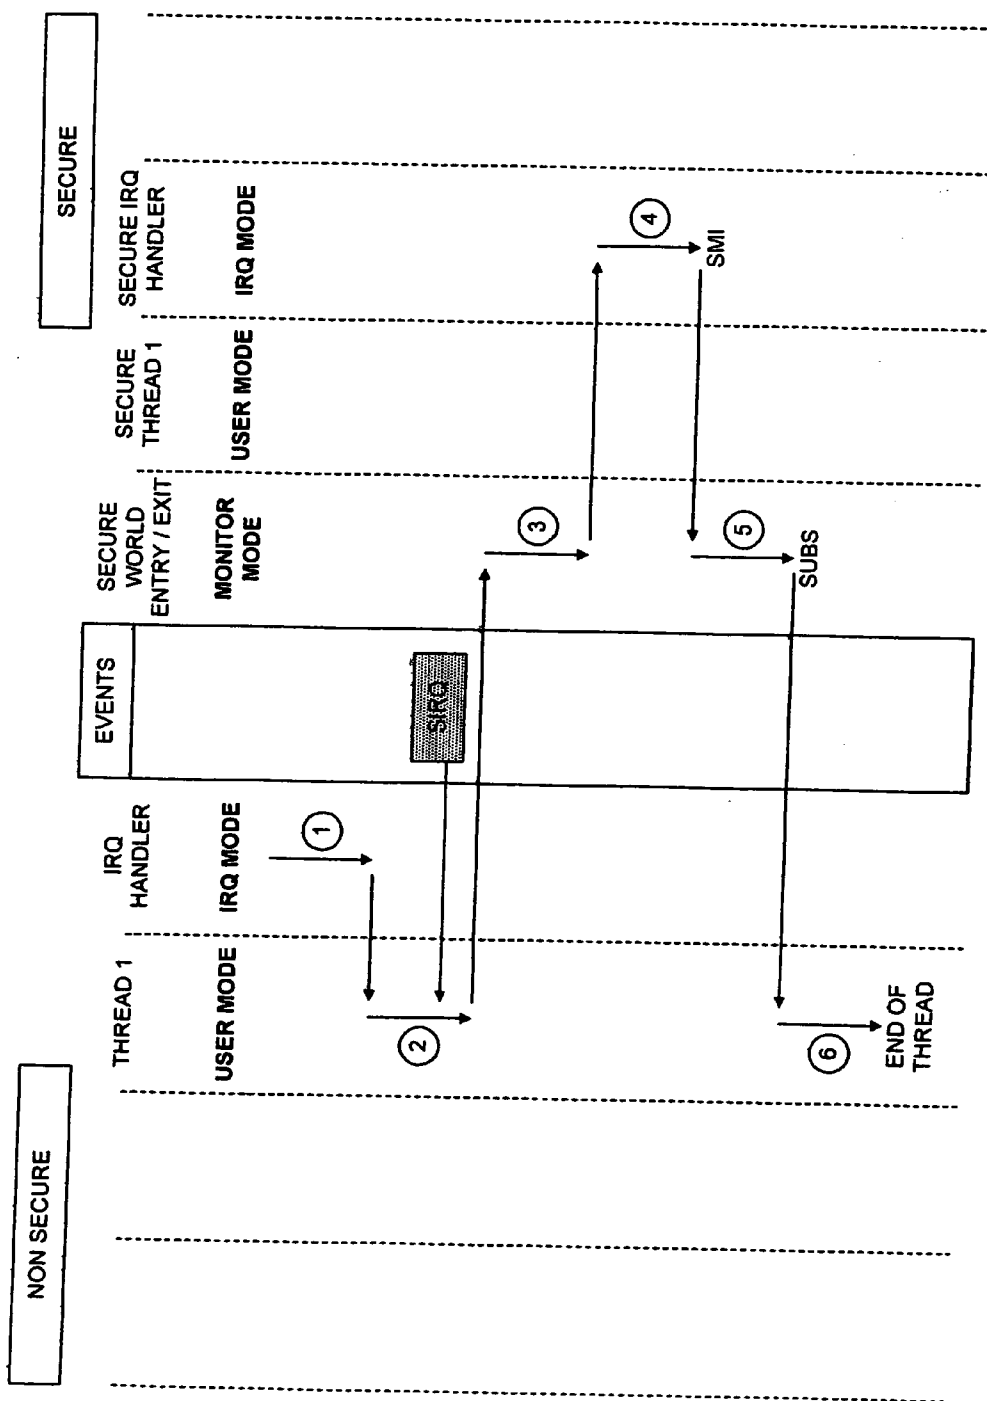 NON SECURE
SECURE
THREAD 1
USER MODE
IRQ
HANDLER
IRQ MODE
EVENTS
SECURE
WORLD
ENTRY / EXIT
MONITOR
MODE
SECURE
THREAD 1
USER MODE
SECURE IRQ
HANDLER
IRQ MODE
1
2
SIRQ
3
4
SMI
5
SUBS
6
END OF
THREAD